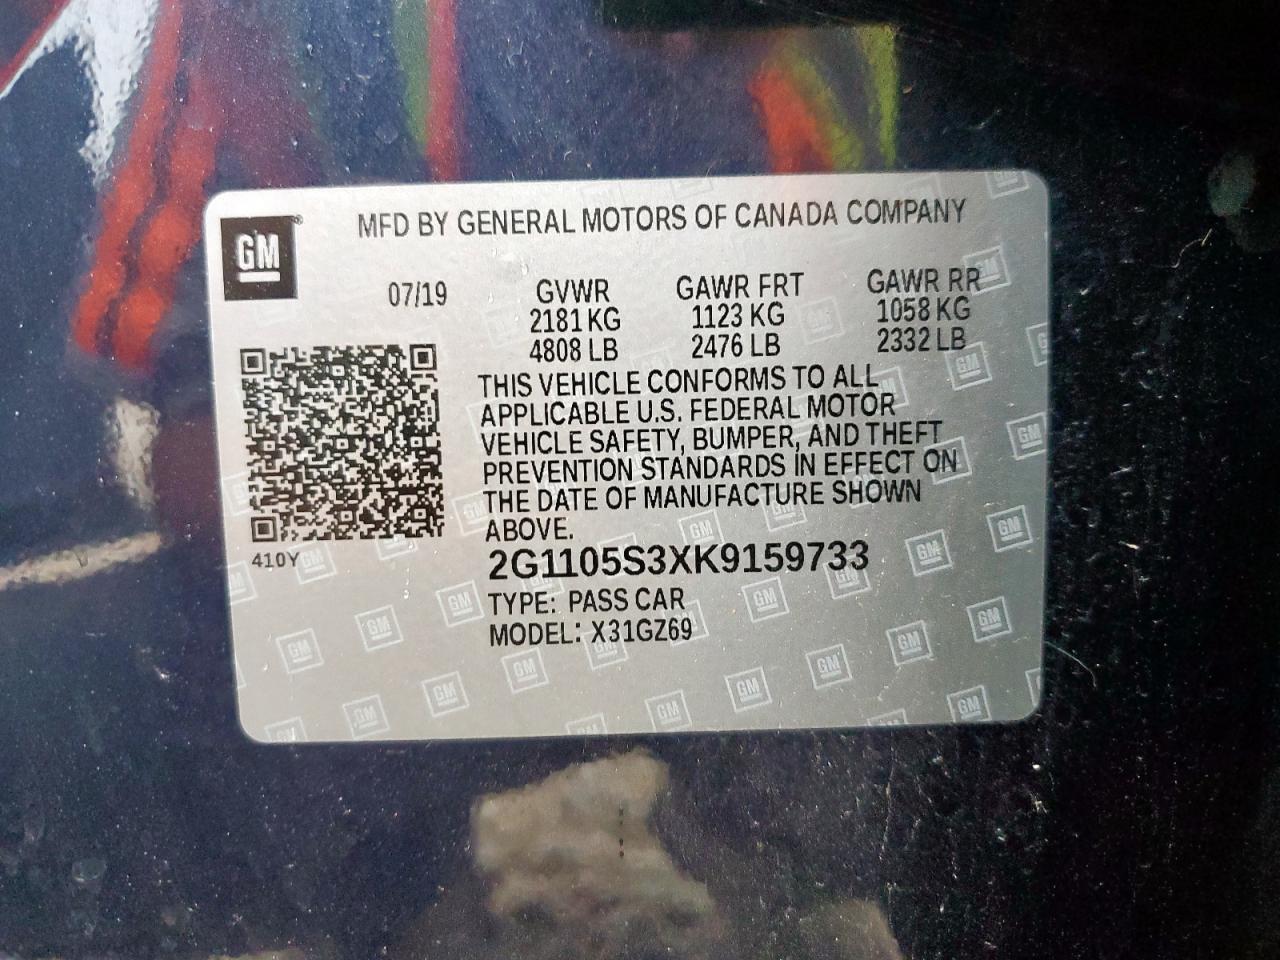 MFD BY GENERAL MOTORS OF CANADA COMPANY
GM
07/19 GVWR GAWR FRT GAWR RR
2181 KG 1123 KG 1058 KG
4808 LB 2476 LB 2332 LB
THIS VEHICLE CONFORMS TO ALL
APPLICABLE U.S. FEDERAL MOTOR
VEHICLE SAFETY, BUMPER, AND THEFT
PREVENTION STANDARDS IN EFFECT ON
THE DATE OF MANUFACTURE SHOWN
ABOVE.
410Y
2G1105S3XK9159733
TYPE: PASS CAR
MODEL: X31GZ69